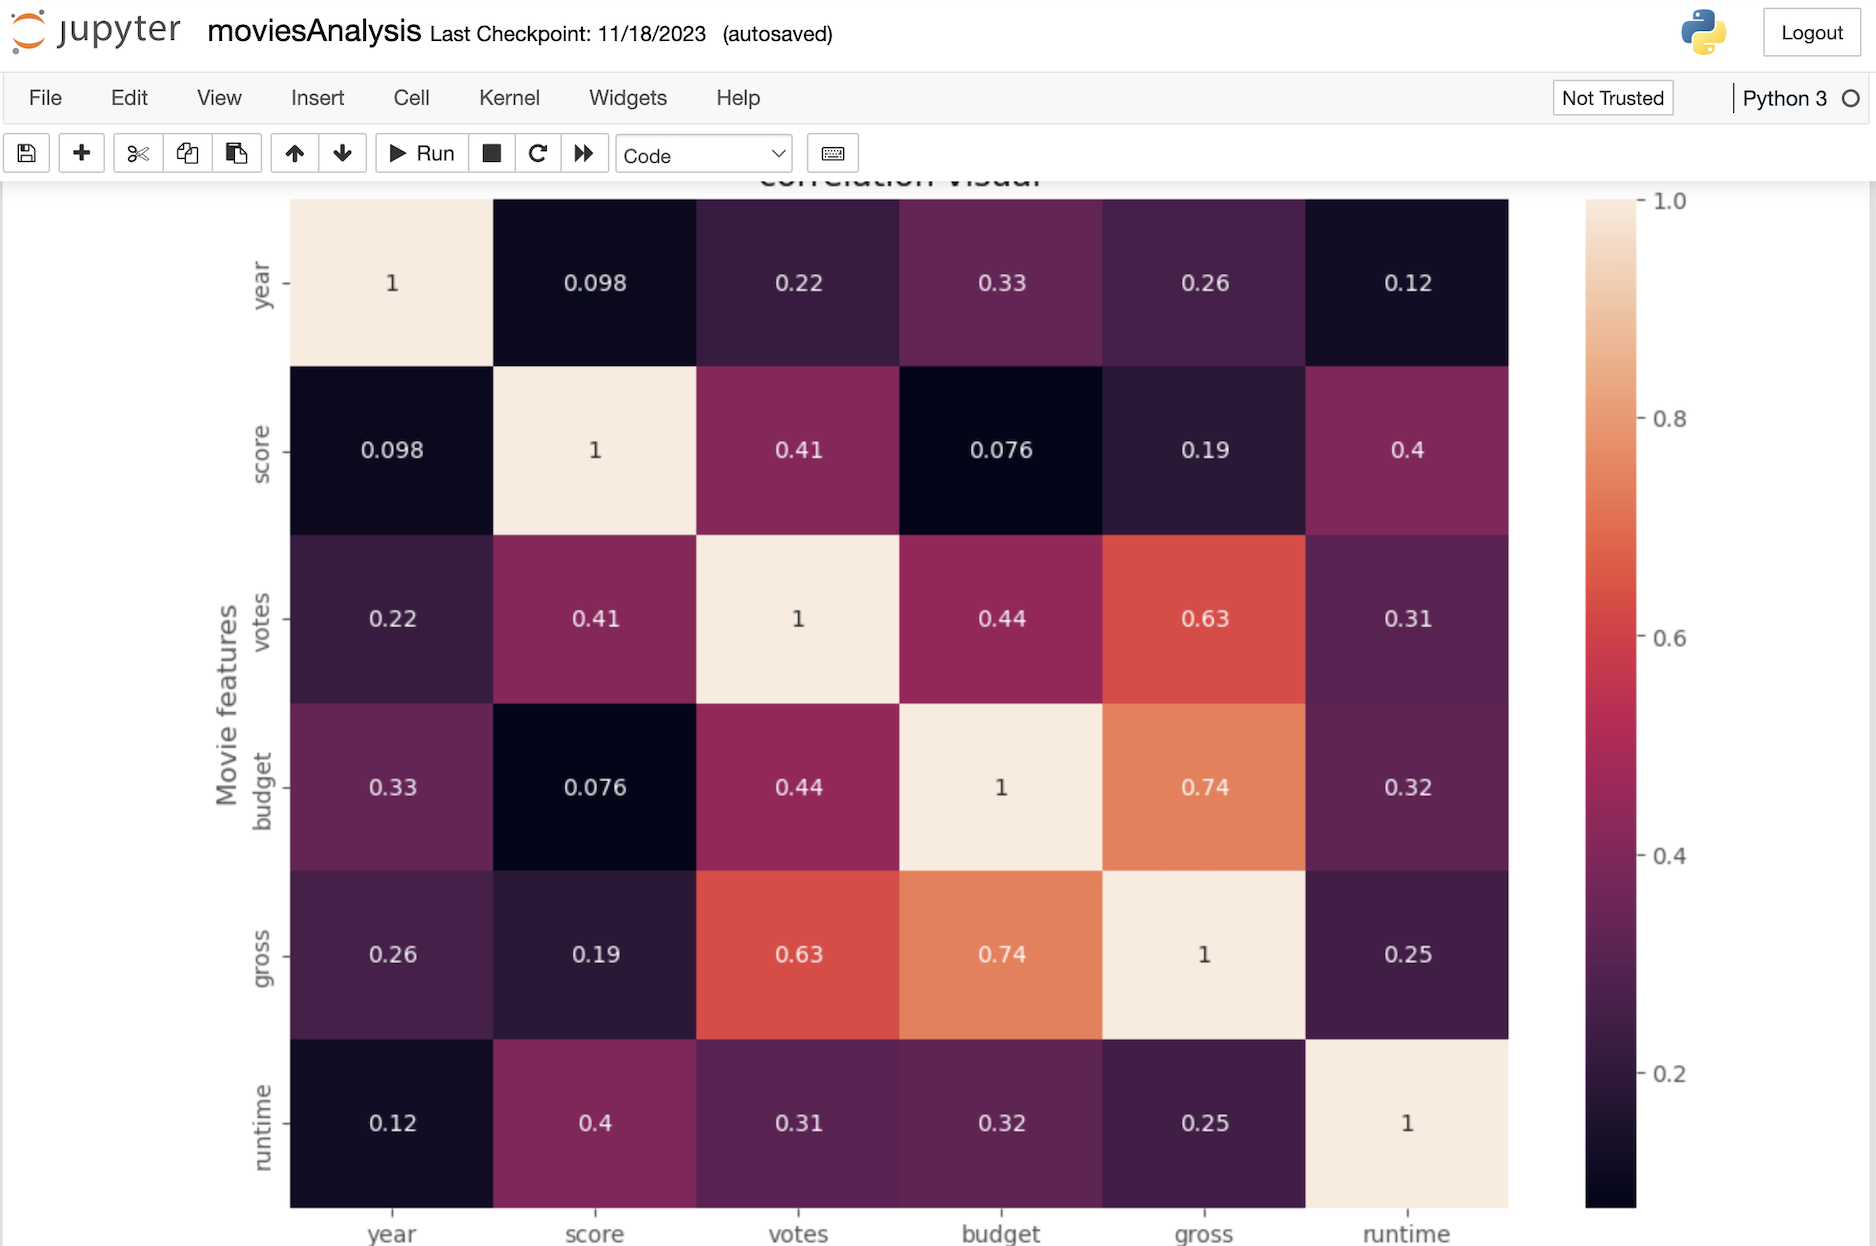 jupyter moviesAnalysis Last Checkpoint: 11/18/2023 (autosaved) Logout
File Edit View Insert Cell Kernel Widgets Help Not Trusted Python 3
Run Code
correlation visual
1.0
year 1 0.098 0.22 0.33 0.26 0.12
0.8
score 0.098 1 0.41 0.076 0.19 0.4
votes 0.22 0.41 1 0.44 0.63 0.31
0.6
Movie features
budget 0.33 0.076 0.44 1 0.74 0.32
0.4
gross 0.26 0.19 0.63 0.74 1 0.25
0.2
runtime 0.12 0.4 0.31 0.32 0.25 1
year score votes budget gross runtime